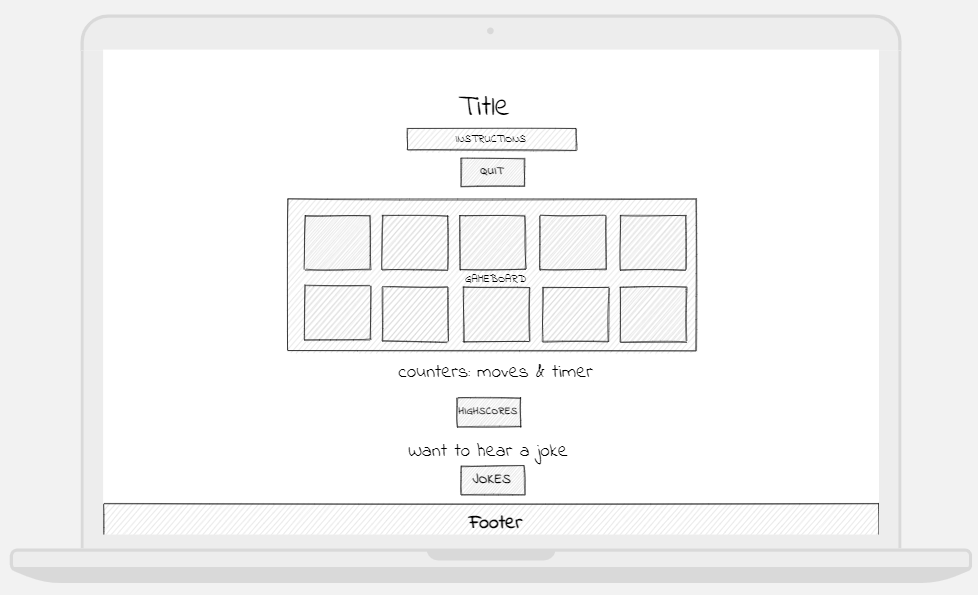 Title
INSTRUCTIONS
QUIT
GAMEBOARD
counters: moves & timer
HIGHSCORES
want to hear a joke
JOKES
Footer